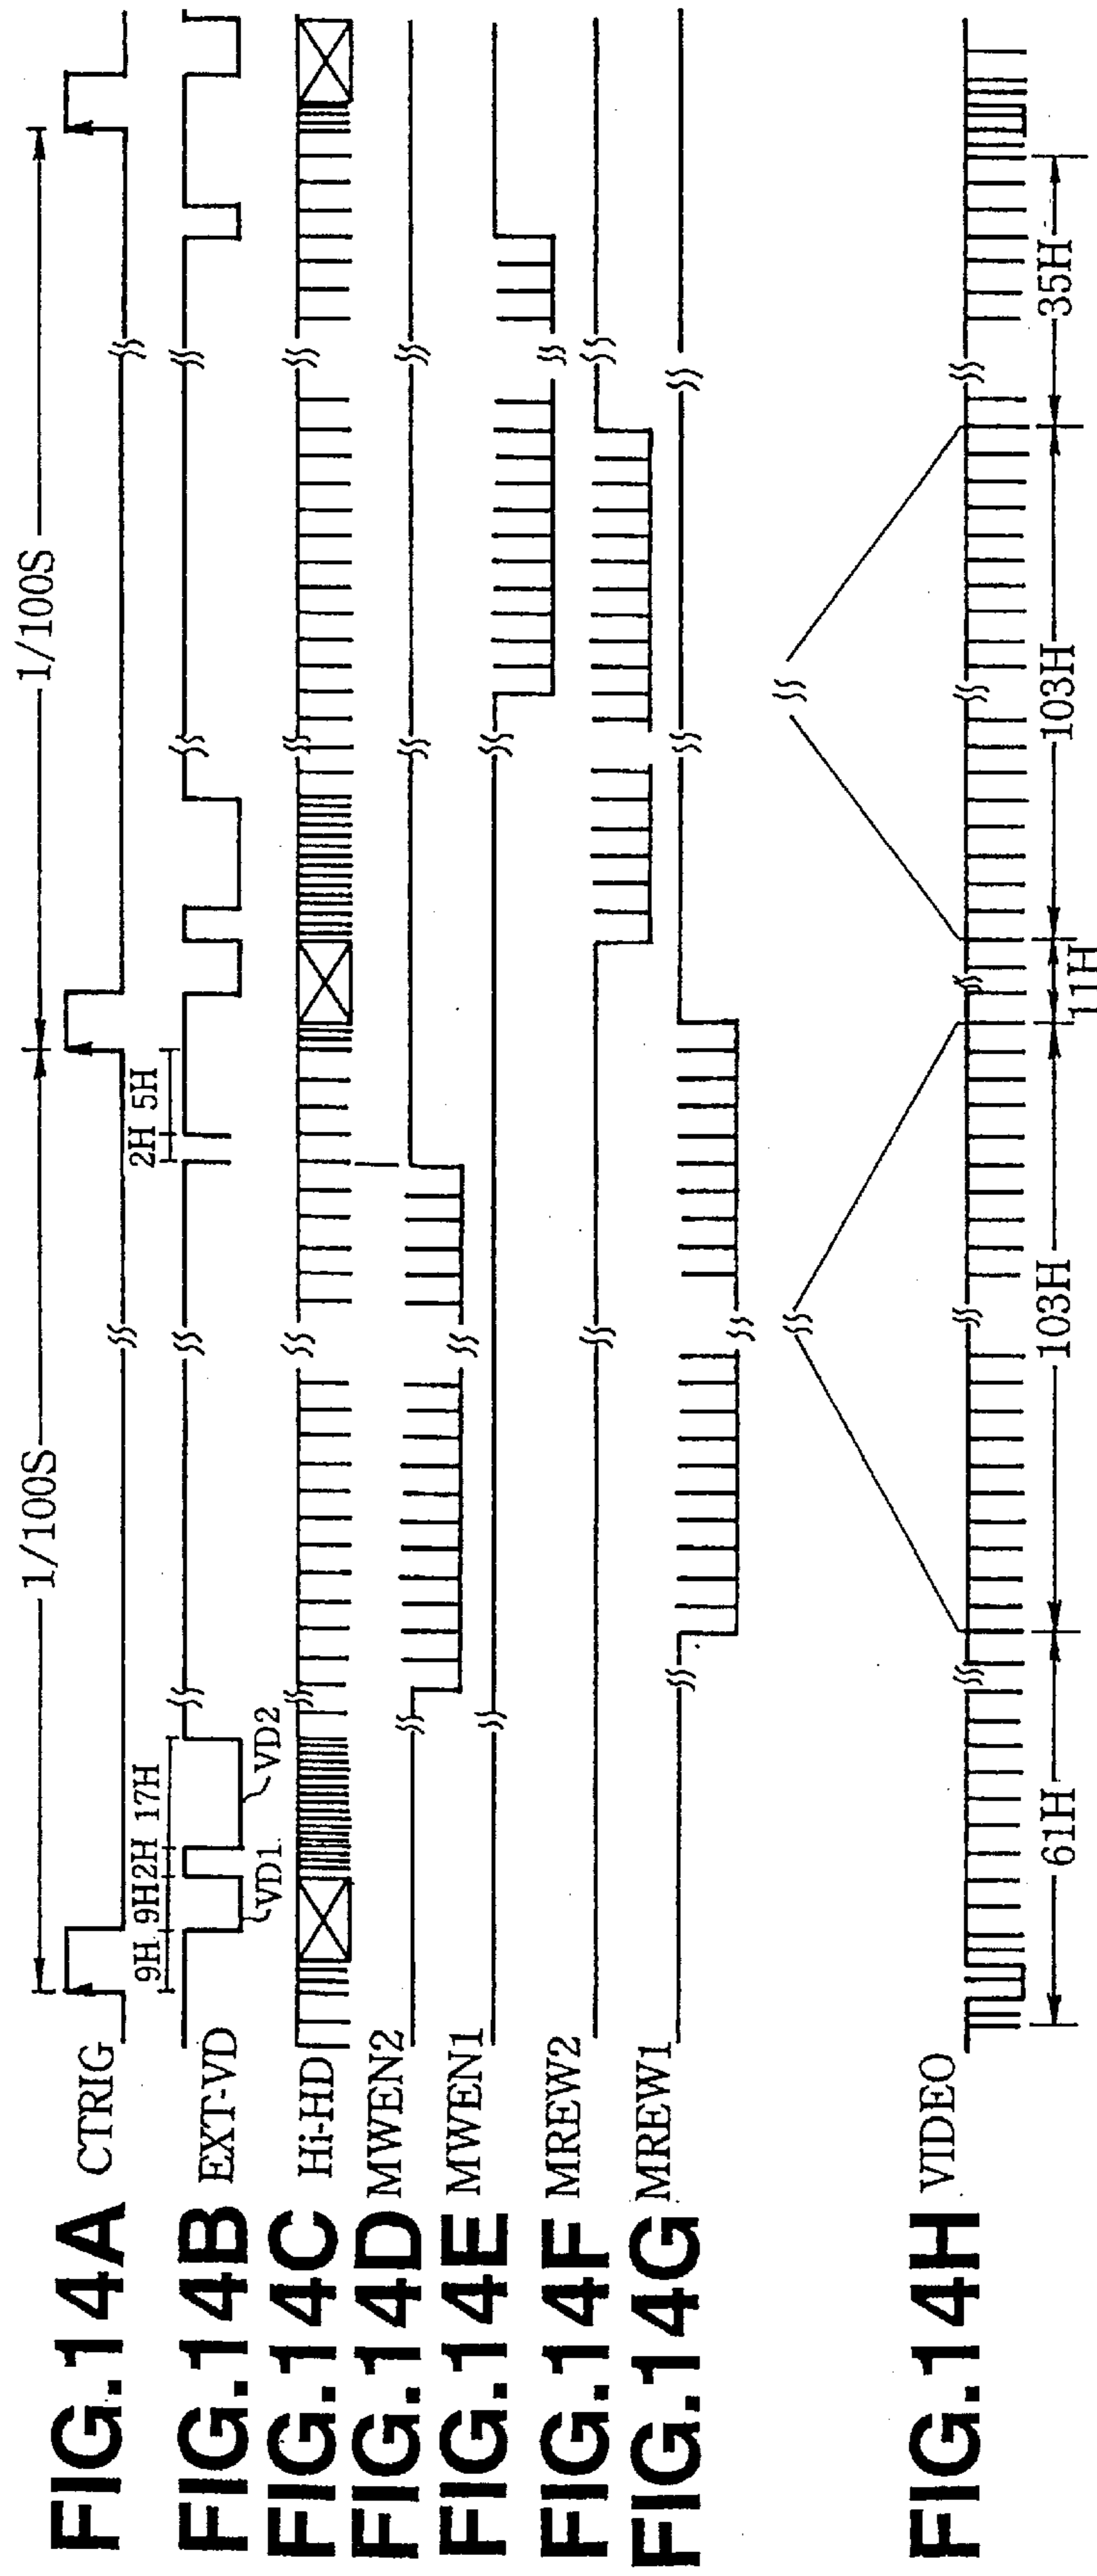 FIG.14A CTRIG
1/100S
1/100S
FIG.14B EXT-VD
9H 9H 2H 17H
VD1
VD2
2H 5H
FIG.14C Hi-HD
FIG.14D MWEN2
FIG.14E MWEN1
FIG.14F MREW2
FIG.14G MREW1
FIG.14H VIDEO
61H
103H
11H
103H
35H